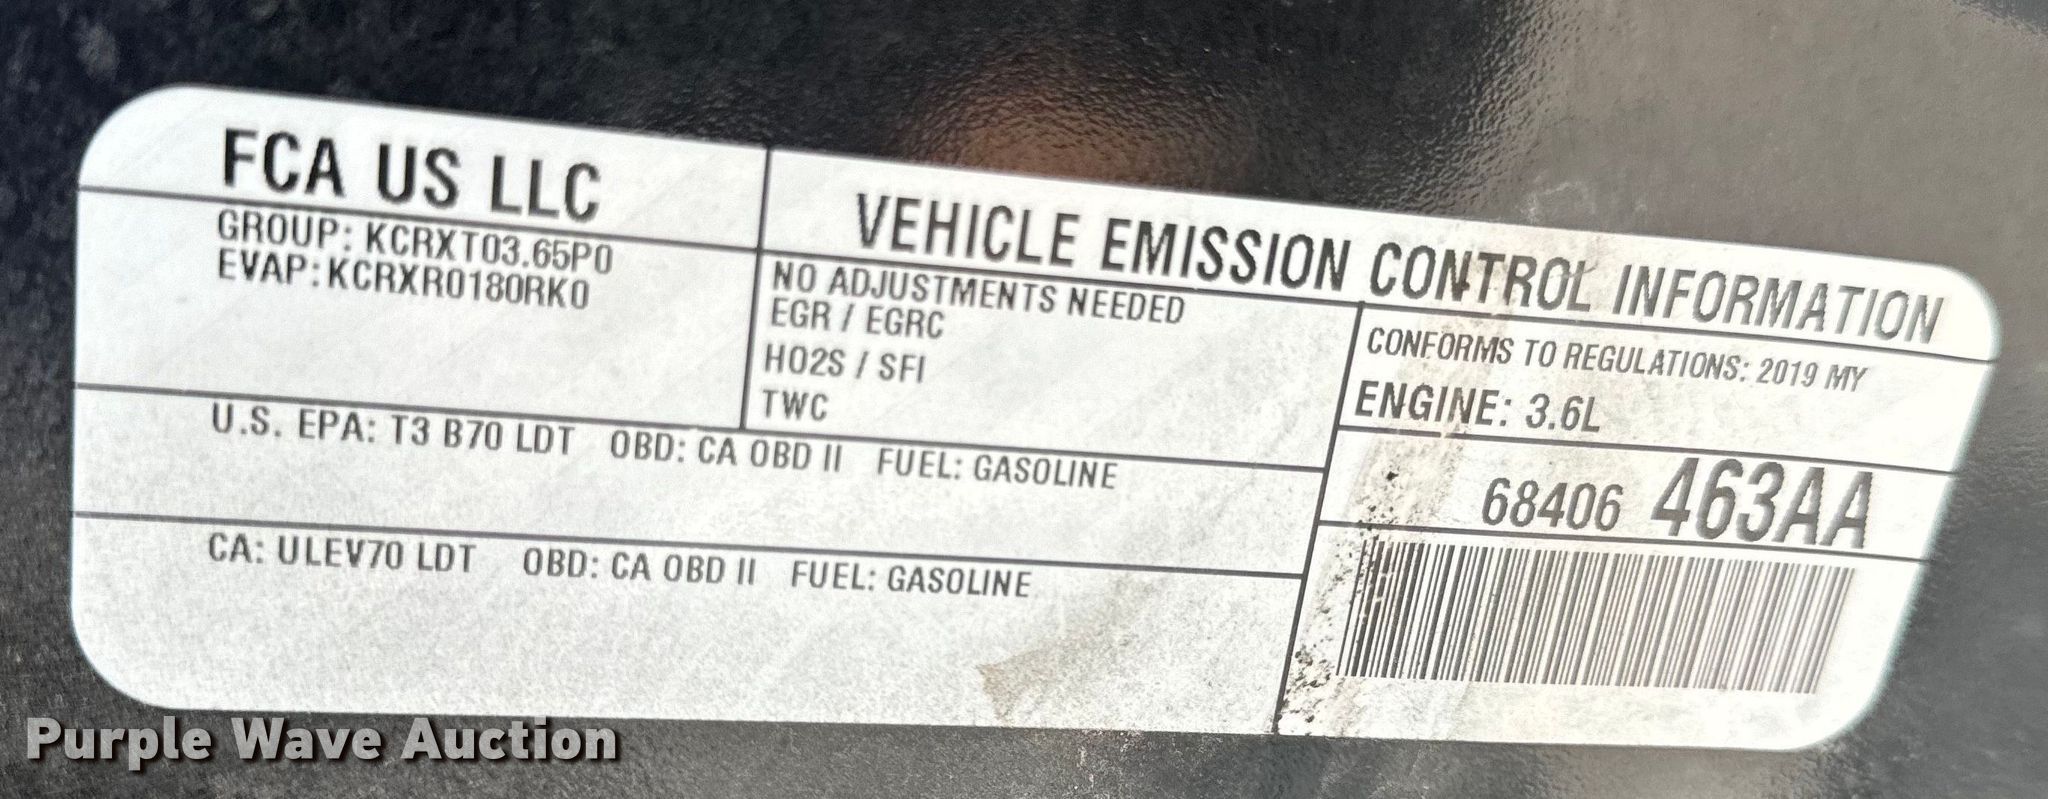 FCA US LLC
GROUP: KCRXT03.65P0
EVAP: KCRXR0180RK0
VEHICLE EMISSION CONTROL INFORMATION
NO ADJUSTMENTS NEEDED
EGR / EGRC
HO2S / SFI
TWC
CONFORMS TO REGULATIONS: 2019 MY
ENGINE: 3.6L
U.S. EPA: T3 B70 LDT OBD: CA OBD II FUEL: GASOLINE
68406 463AA
CA: ULEV70 LDT OBD: CA OBD II FUEL: GASOLINE
Purple Wave Auction